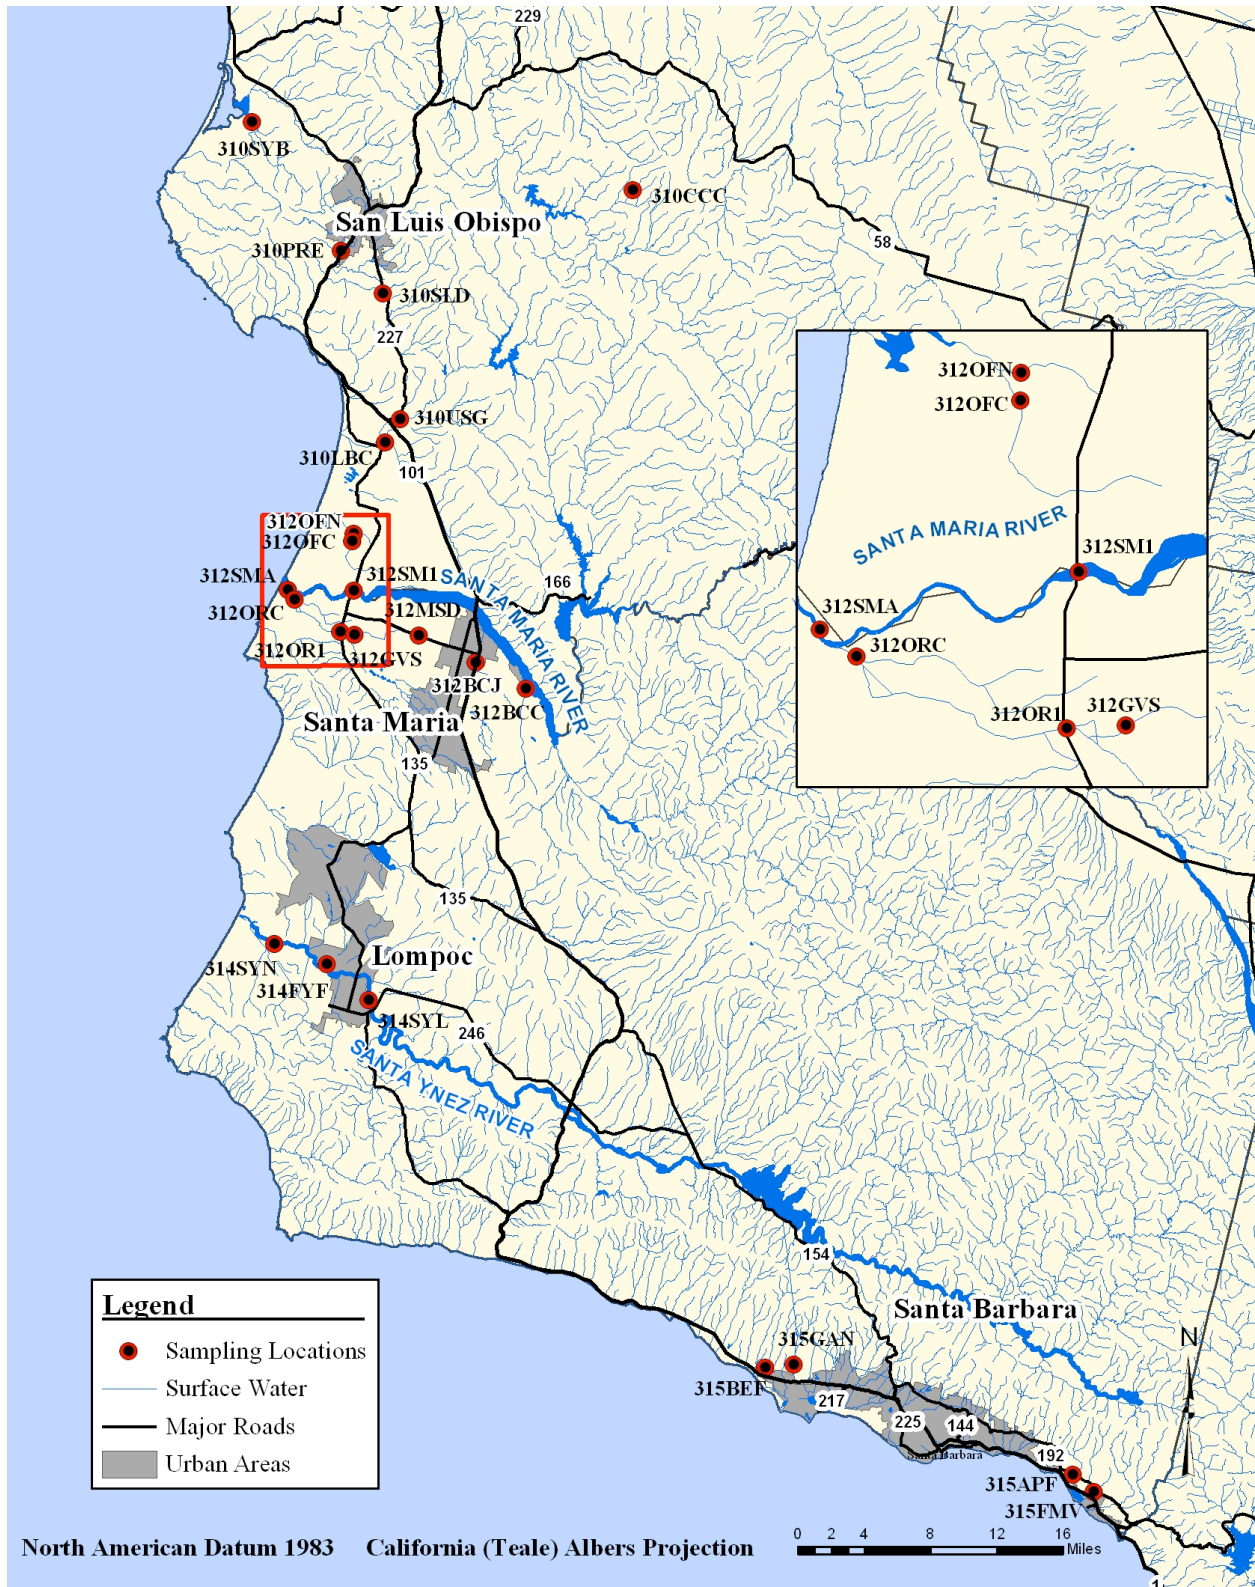 229
310SYB
310CCC
San Luis Obispo
58
310PRE
310SLD
227
312OFN
312OFC
310USG
310LBC
101
SANTA MARIA RIVER
312SM1
312SMA
312ORC
312OR1
312GVS
312OFN
312OFC
312SMA
312SM1
SANTA MARIA RIVER
166
312ORC
312MSD
312OR1
312GVS
312BCJ
312BCC
Santa Maria
135
135
Lompoc
314SYN
314FYF
314SYL
246
SANTA YNEZ RIVER
154
Santa Barbara
315GAN
315BEF
217
225
144
Santa Barbara
192
315APF
315FMV
N
Legend
Sampling Locations
Surface Water
Major Roads
Urban Areas
North American Datum 1983 California (Teale) Albers Projection
0 2 4 8 12 16
Miles